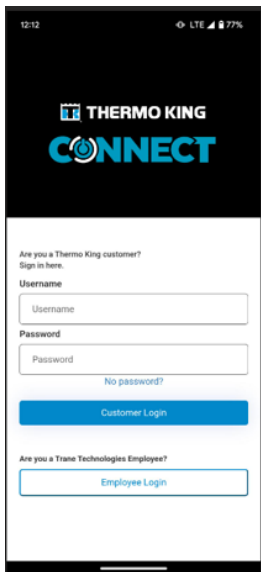 12:12 LTE 77%
THERMO KING
CONNECT
Are you a Thermo King customer?
Sign in here.
Username
Username
Password
Password
No password?
Customer Login
Are you a Trane Technologies Employee?
Employee Login